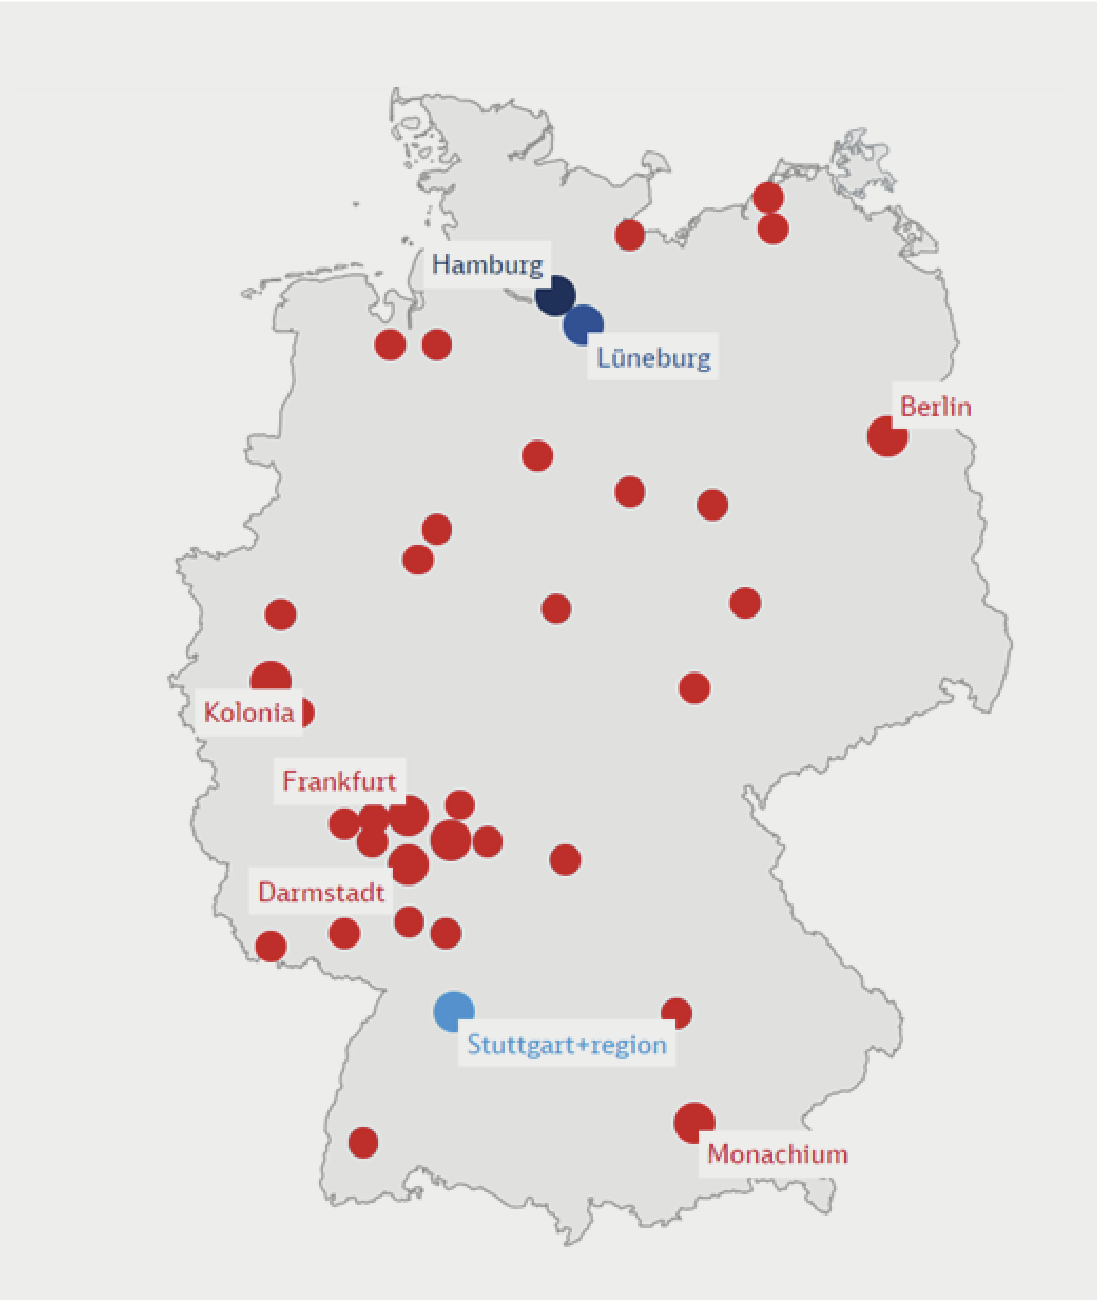 Hamburg
Lüneburg
Berlin
Kolonia
Frankfurt
Darmstadt
Stuttgart+region
Monachium